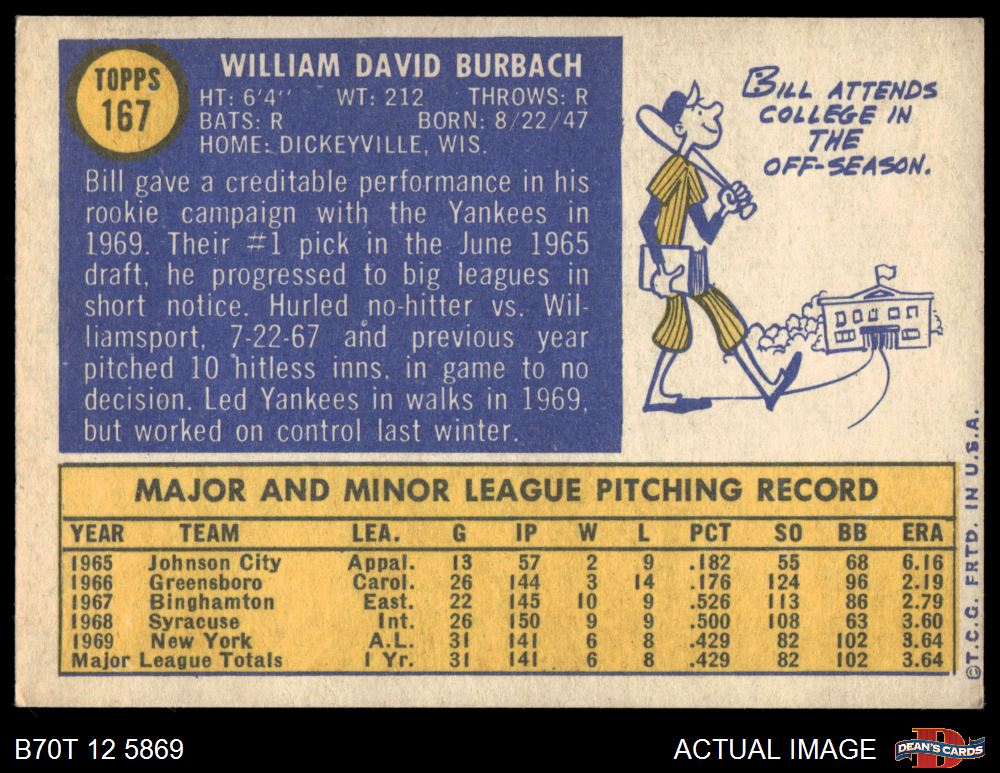 TOPPS
167
WILLIAM DAVID BURBACH
HT: 6'4" WT: 212 THROWS: R
BATS: R BORN: 8/22/47
HOME: DICKEYVILLE, WIS.
Bill gave a creditable performance in his
rookie campaign with the Yankees in
1969. Their #1 pick in the June 1965
draft, he progressed to big leagues in
short notice. Hurled no-hitter vs. Wil-
liamsport, 7-22-67 and previous year
pitched 10 hitless inns. in game to no
decision. Led Yankees in walks in 1969,
but worked on control last winter.
BILL ATTENDS
COLLEGE IN
THE
OFF-SEASON.
MAJOR AND MINOR LEAGUE PITCHING RECORD
YEAR TEAM LEA. G IP W L PCT SO BB ERA
1965 Johnson City Appal. 13 57 2 9 .182 55 68 6.16
1966 Greensboro Carol. 26 144 3 14 .176 124 96 2.19
1967 Binghamton East. 22 145 10 9 .526 113 86 2.79
1968 Syracuse Int. 26 150 9 9 .500 108 63 3.60
1969 New York A.L. 31 141 6 8 .429 82 102 3.64
Major League Totals 1 Yr. 31 141 6 8 .429 82 102 3.64
©T.C.G. PRTD. IN U.S.A.
B70T 12 5869
ACTUAL IMAGE
D
DEAN'S CARDS